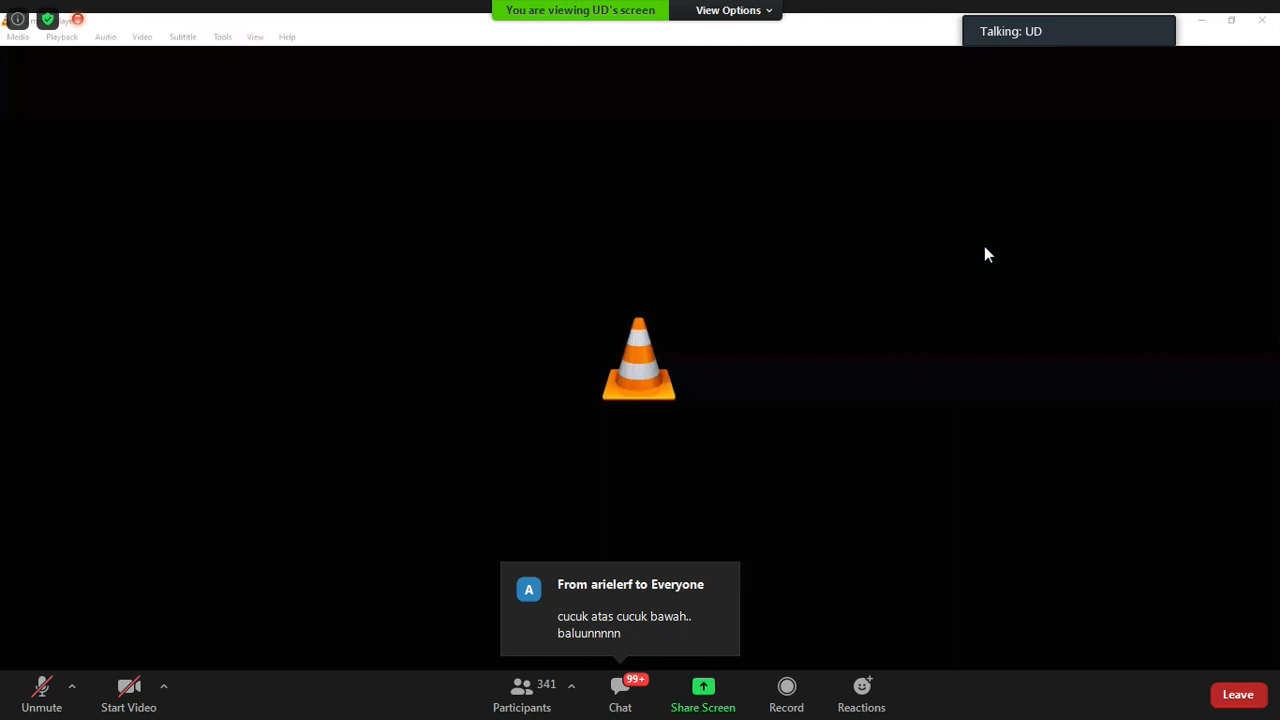 You are viewing UD's screen
View Options
Talking: UD
Media Playback Audio Video Subtitle Tools View Help
From arielerf to Everyone
A
cucuk atas cucuk bawah..
baluunnnnn
341
99+
Unmute
Start Video
Participants
Chat
Share Screen
Record
Reactions
Leave